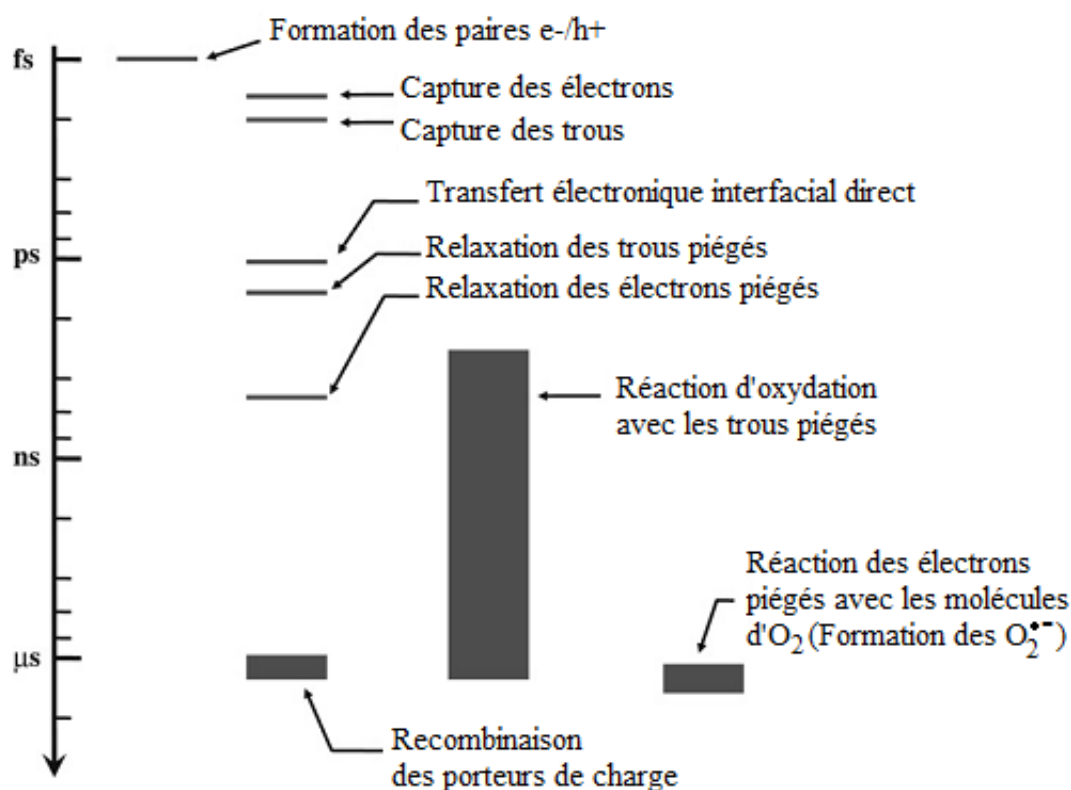 Formation des paires e-/h+
fs
Capture des électrons
Capture des trous
Transfert électronique interfacial direct
ps
Relaxation des trous piégés
Relaxation des électrons piégés
Réaction d'oxydation
avec les trous piégés
ns
Réaction des électrons
piégés avec les molécules
d'O₂ (Formation des O₂•⁻)
µs
Recombinaison
des porteurs de charge